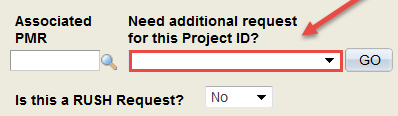 Associated Need additional request
PMR for this Project ID?
GO
Is this a RUSH Request? No